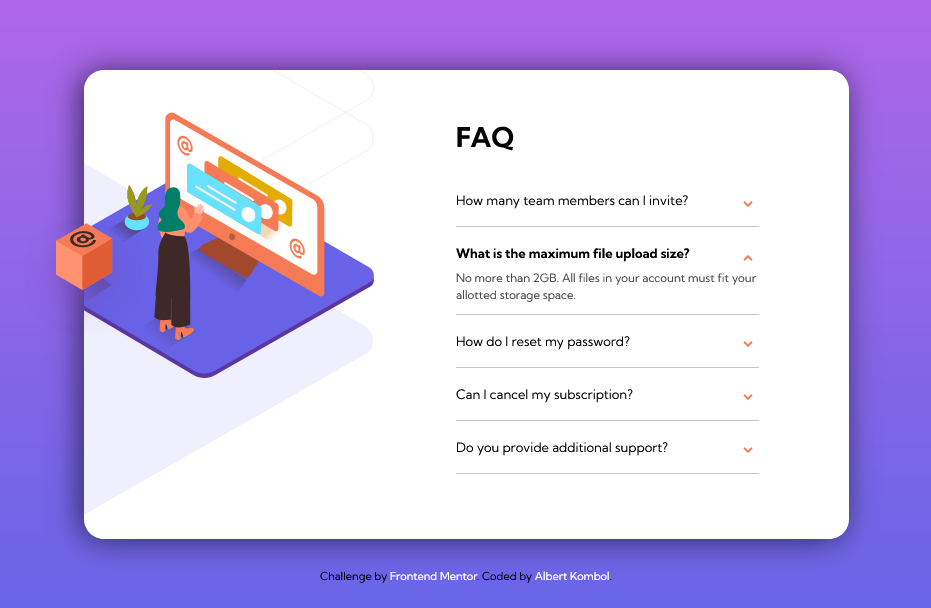 FAQ
How many team members can I invite?
What is the maximum file upload size?
No more than 2GB. All files in your account must fit your
allotted storage space.
How do I reset my password?
Can I cancel my subscription?
Do you provide additional support?
@
@
@
Challenge by Frontend Mentor. Coded by Albert Kombol.